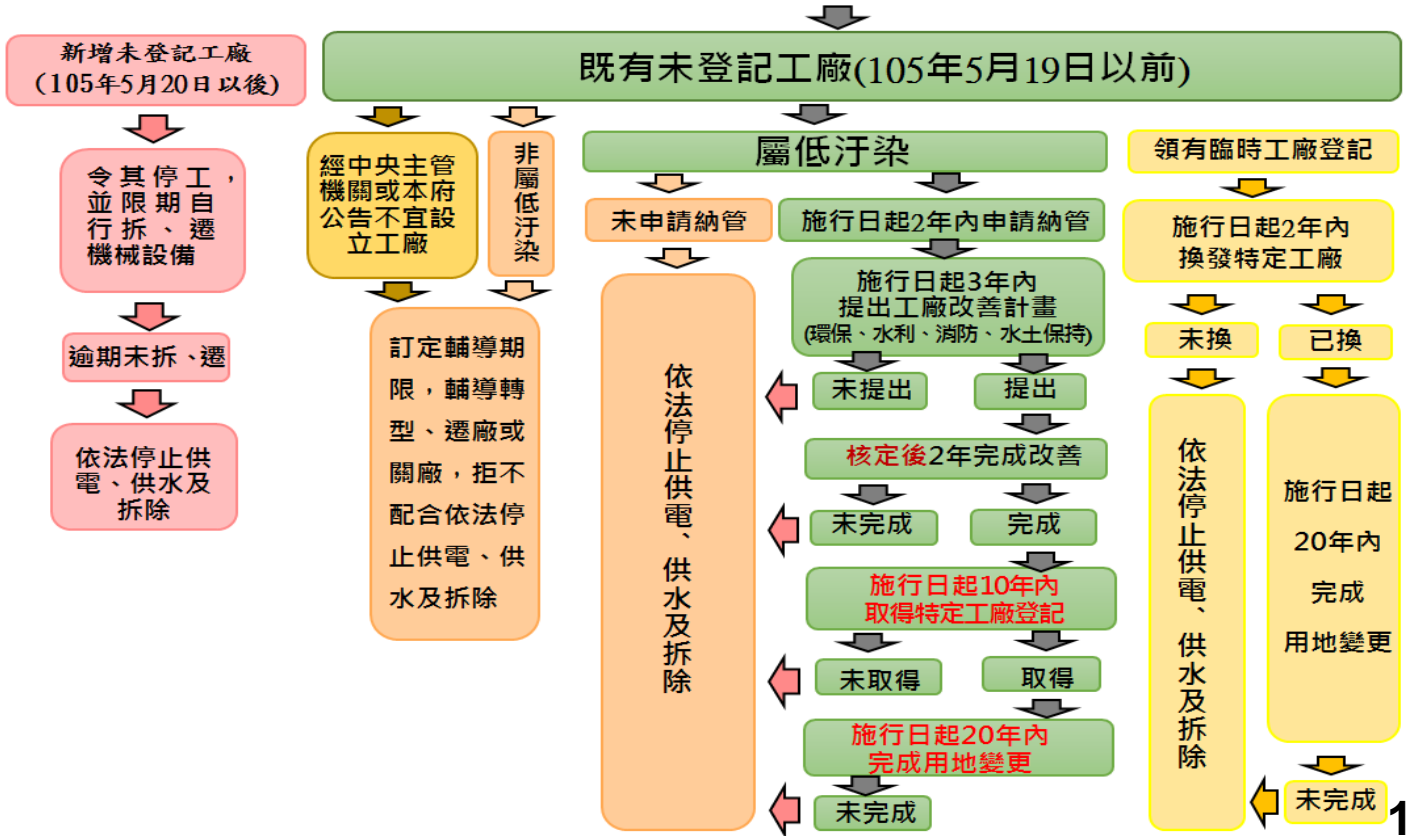 新增未登記工廠
(105年5月20日以後)
令其停工，
並限期自
行拆、遷
機械設備
逾期未拆、遷
依法停止供
電、供水及
拆除
既有未登記工廠(105年5月19日以前)
經中央主管
機關或本府
公告不宜設
立工廠
非屬低汙染
訂定輔導期
限，輔導轉
型、遷廠或
關廠，拒不
配合依法停
止供電、供
水及拆除
屬低汙染
未申請納管
依法停止供電、供水及拆除
施行日起2年內申請納管
施行日起3年內
提出工廠改善計畫
(環保、水利、消防、水土保持)
未提出
提出
核定後2年完成改善
未完成
完成
施行日起10年內
取得特定工廠登記
未取得
取得
施行日起20年內
完成用地變更
未完成
領有臨時工廠登記
施行日起2年內
換發特定工廠
未換
已換
依法停止供電、供水及拆除
施行日起
20年內
完成
用地變更
未完成
1